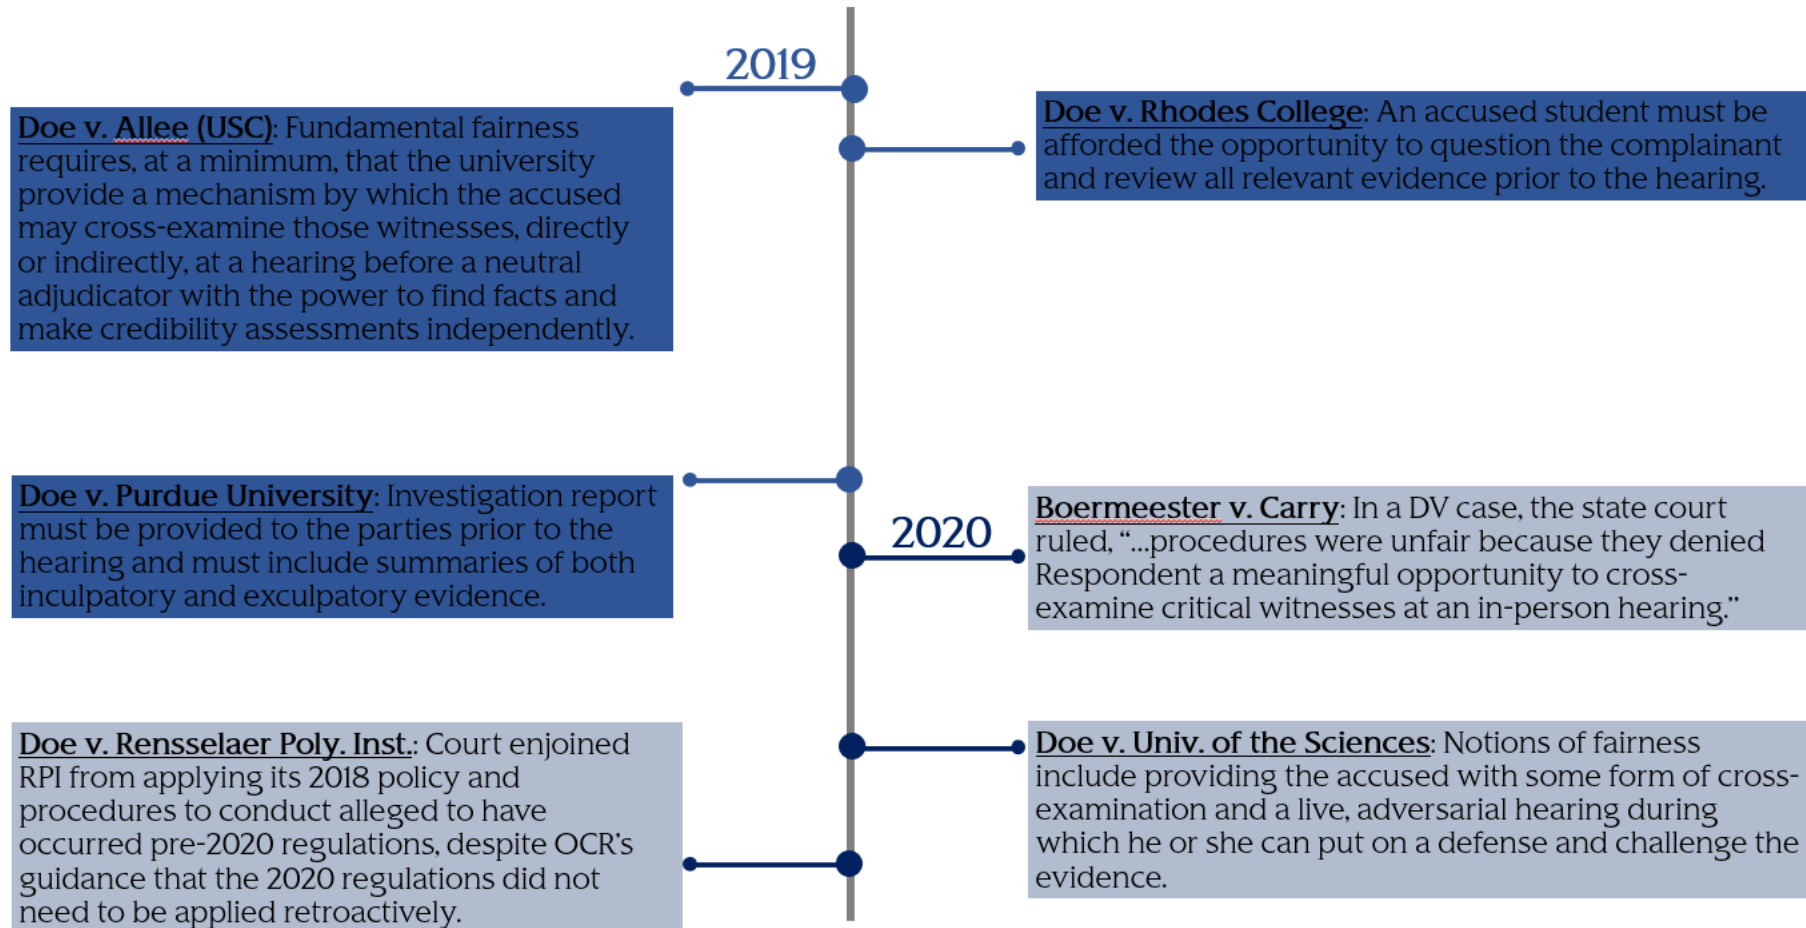 2019
Doe v. Allee (USC): Fundamental fairness
requires, at a minimum, that the university
provide a mechanism by which the accused
may cross-examine those witnesses, directly
or indirectly, at a hearing before a neutral
adjudicator with the power to find facts and
make credibility assessments independently.
Doe v. Rhodes College: An accused student must be
afforded the opportunity to question the complainant
and review all relevant evidence prior to the hearing.
Doe v. Purdue University: Investigation report
must be provided to the parties prior to the
hearing and must include summaries of both
inculpatory and exculpatory evidence.
2020
Boermeester v. Carry: In a DV case, the state court
ruled, “...procedures were unfair because they denied
Respondent a meaningful opportunity to cross-
examine critical witnesses at an in-person hearing.”
Doe v. Univ. of the Sciences: Notions of fairness
include providing the accused with some form of cross-
examination and a live, adversarial hearing during
which he or she can put on a defense and challenge the
evidence.
Doe v. Rensselaer Poly. Inst.: Court enjoined
RPI from applying its 2018 policy and
procedures to conduct alleged to have
occurred pre-2020 regulations, despite OCR’s
guidance that the 2020 regulations did not
need to be applied retroactively.